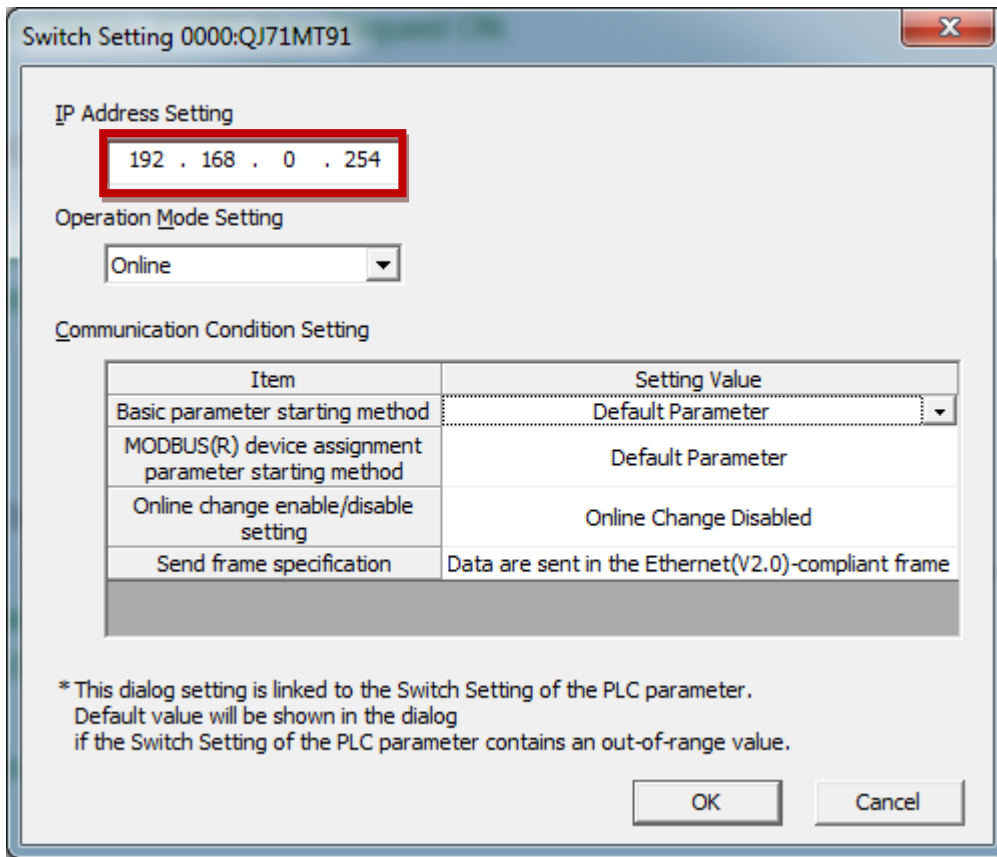 Switch Setting 0000:QJ71MT91
IP Address Setting
192 . 168 . 0 . 254
Operation Mode Setting
Online
Communication Condition Setting
Item Setting Value
Basic parameter starting method Default Parameter
MODBUS(R) device assignment
parameter starting method Default Parameter
Online change enable/disable
setting Online Change Disabled
Send frame specification Data are sent in the Ethernet(V2.0)-compliant frame
* This dialog setting is linked to the Switch Setting of the PLC parameter.
Default value will be shown in the dialog
if the Switch Setting of the PLC parameter contains an out-of-range value.
OK Cancel